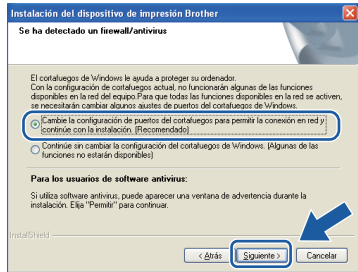 Instalación del dispositivo de impresión Brother
Se ha detectado un firewall/antivirus
El cortafuegos de Windows le ayuda a proteger su ordenador.
Con la configuración de cortafuegos actual, no funcionarán algunas de las funciones
disponibles en la red del equipo.Para que todas las funciones disponibles en la red se activen,
se necesitarán cambiar algunos ajustes de puertos del cortafuegos de Windows.
Cambie la configuración de puertos del cortafuegos para permitir la conexión en red y
continúe con la instalación. (Recomendado)
Continúe sin cambiar la configuración del cortafuegos de Windows. (Algunas de las
funciones no estarán disponibles)
Para los usuarios de software antivirus:
Si utiliza software antivirus, puede aparecer una ventana de advertencia durante la
instalación. Elija "Permitir" para continuar.
InstallShield
< Atrás Siguiente > Cancelar